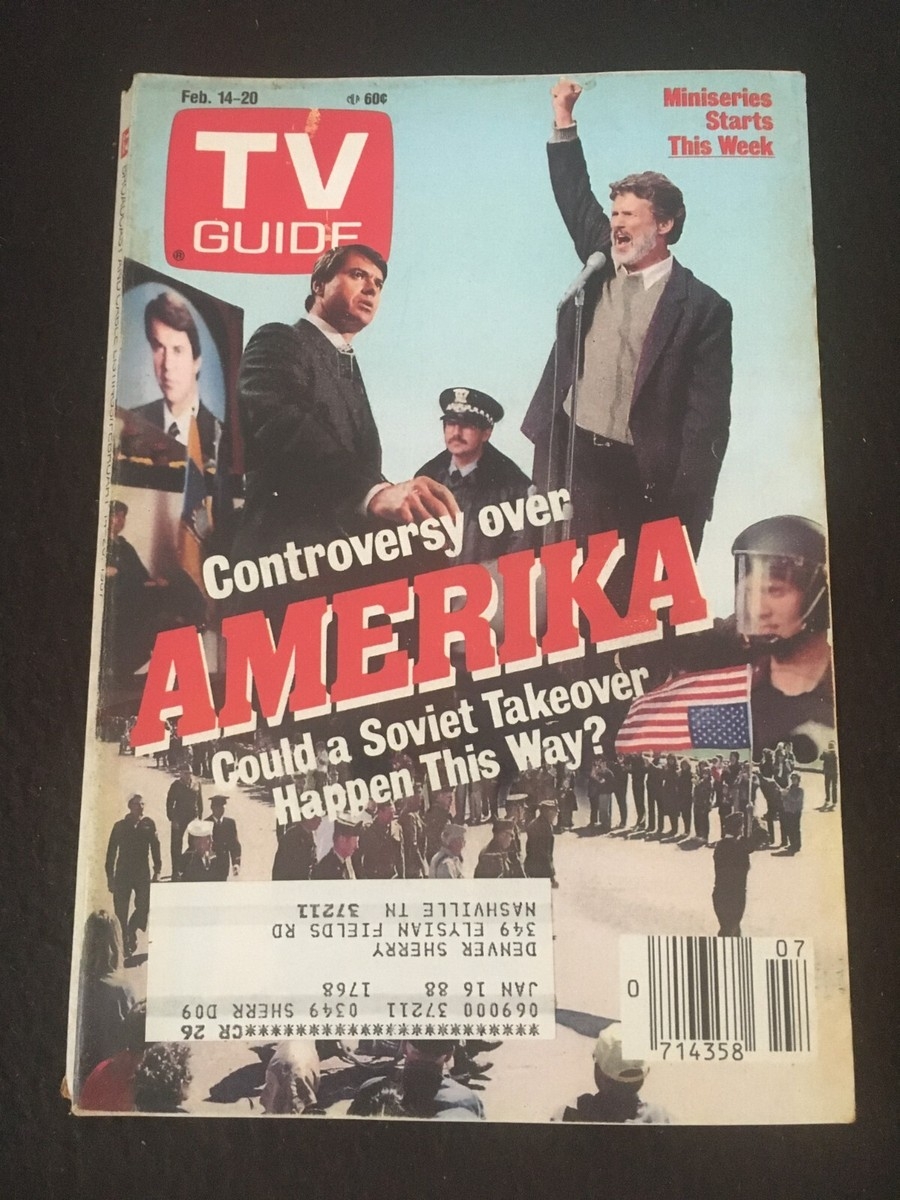 Feb. 14–20
60¢
Miniseries
Starts
This Week
TV
GUIDE
®
Controversy over
AMERIKA
Could a Soviet Takeover
Happen This Way?
*********************CR 26
069000 37211 0349 SHERR D09
JAN 16 88 1768
DENVER SHERRY
349 ELYSIAN FIELDS RD
NASHVILLE TN 37211
07
0
714358